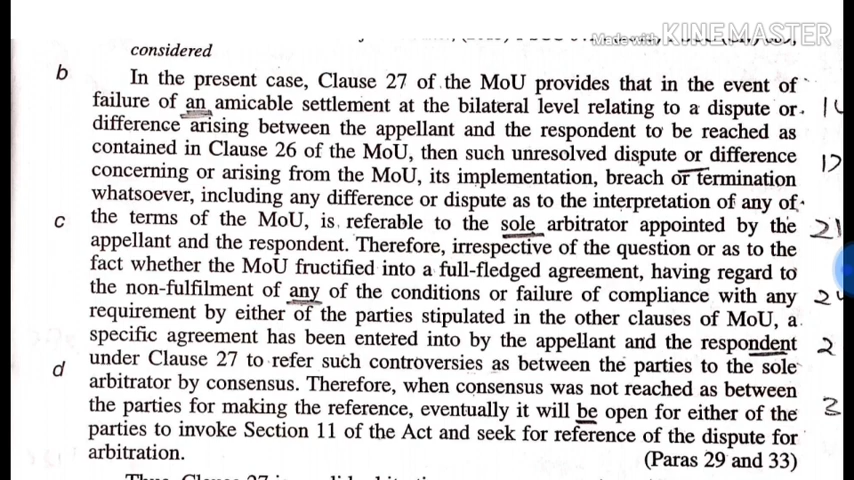 Made with KINEMASTER
considered
b In the present case, Clause 27 of the MoU provides that in the event of
failure of an amicable settlement at the bilateral level relating to a dispute or
difference arising between the appellant and the respondent to be reached as
contained in Clause 26 of the MoU, then such unresolved dispute or difference
concerning or arising from the MoU, its implementation, breach or termination
whatsoever, including any difference or dispute as to the interpretation of any of
c the terms of the MoU, is referable to the sole arbitrator appointed by the
appellant and the respondent. Therefore, irrespective of the question or as to the
fact whether the MoU fructified into a full-fledged agreement, having regard to
the non-fulfilment of any of the conditions or failure of compliance with any
requirement by either of the parties stipulated in the other clauses of MoU, a
specific agreement has been entered into by the appellant and the respondent
d under Clause 27 to refer such controversies as between the parties to the sole
arbitrator by consensus. Therefore, when consensus was not reached as between
the parties for making the reference, eventually it will be open for either of the
parties to invoke Section 11 of the Act and seek for reference of the dispute for
arbitration. (Paras 29 and 33)